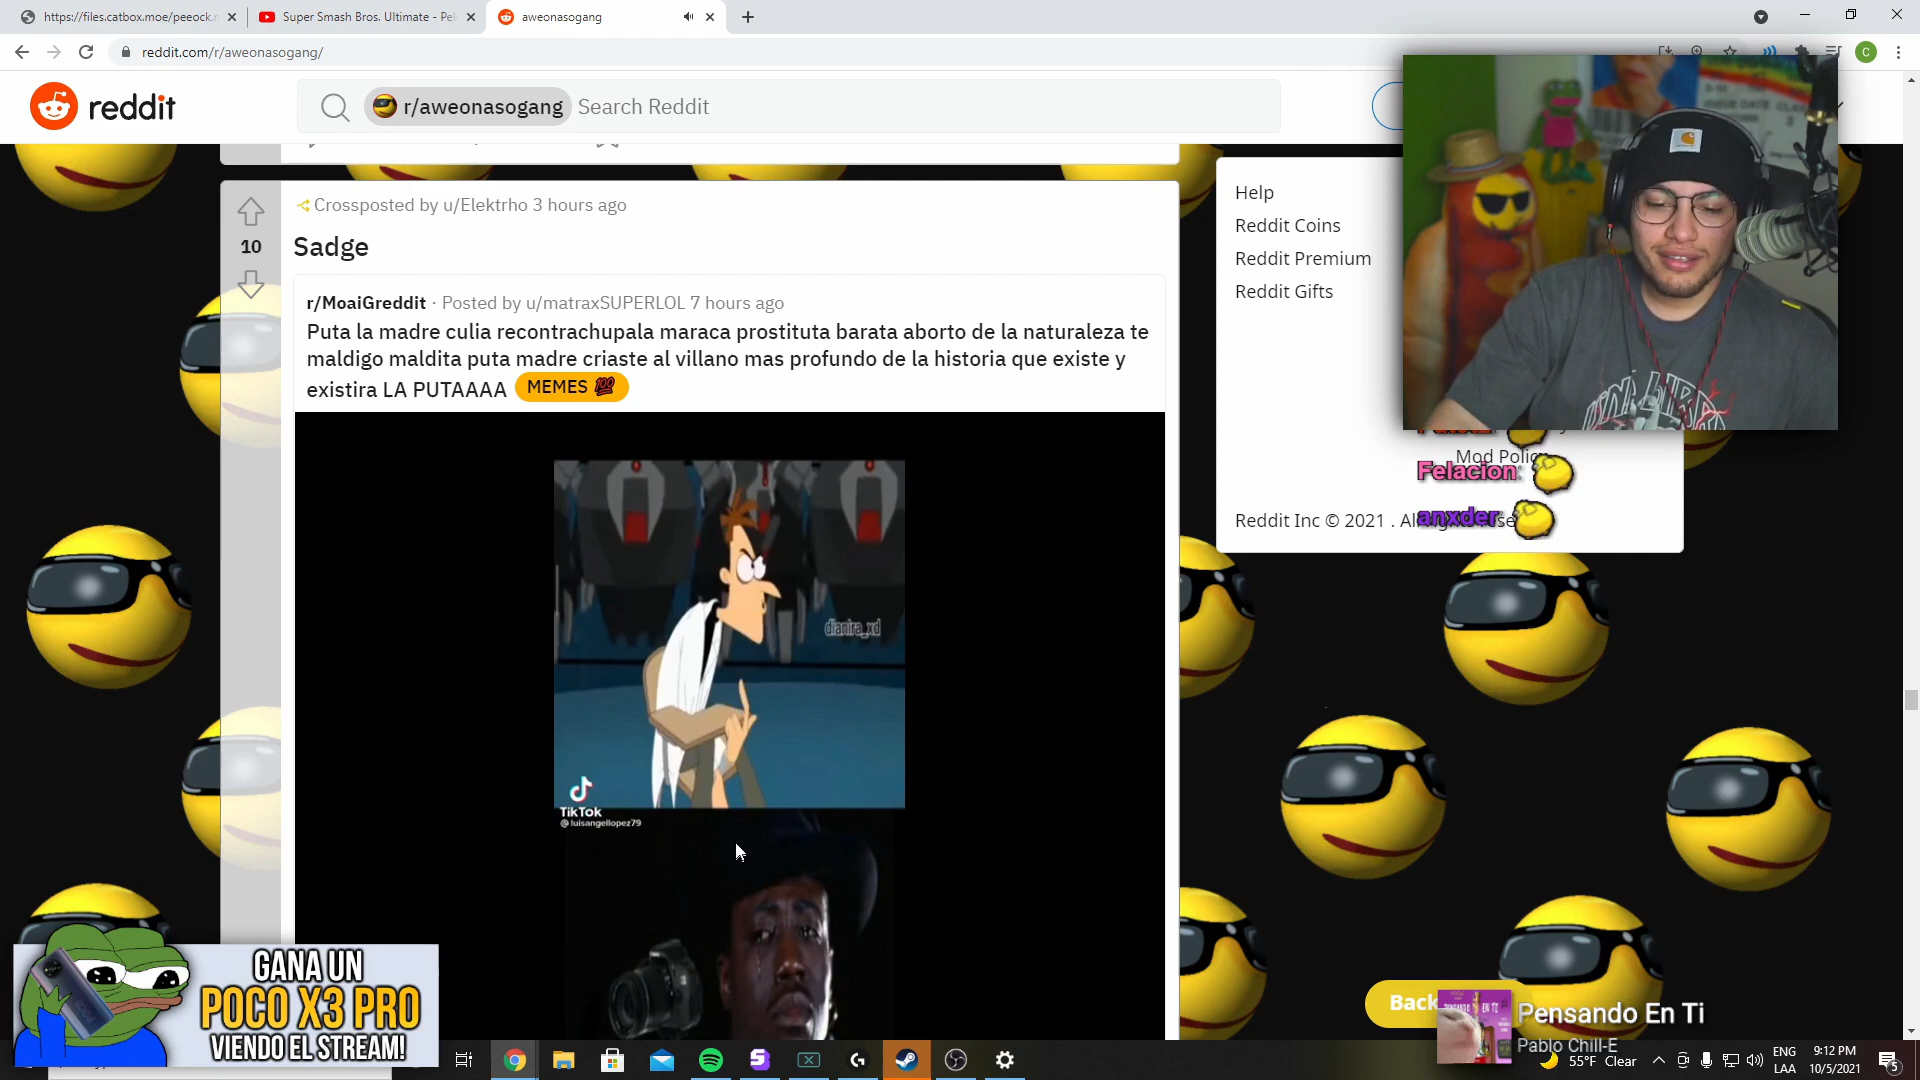 https://files.catbox.moe/peeock.m
Super Smash Bros. Ultimate - Pel
aweonasogang
reddit.com/r/aweonasogang/
C
reddit
r/aweonasogang
Search Reddit
Crossposted by u/Elektrho 3 hours ago
10
Sadge
r/MoaiGreddit · Posted by u/matraxSUPERLOL 7 hours ago
Puta la madre culia recontrachupala maraca prostituta barata aborto de la naturaleza te
maldigo maldita puta madre criaste al villano mas profundo de la historia que existe y
existira LA PUTAAAA MEMES 💯
dianira_xd
TikTok
@luisangellopez79
Help
Reddit Coins
Reddit Premium
Reddit Gifts
Mod Policy
Felacion:
anxder:
Reddit Inc © 2021 .
GANA UN
POCO X3 PRO
VIENDO EL STREAM!
Back
Pensando En Ti
Pablo Chill-E
55°F Clear
ENG
LAA
9:12 PM
10/5/2021
5